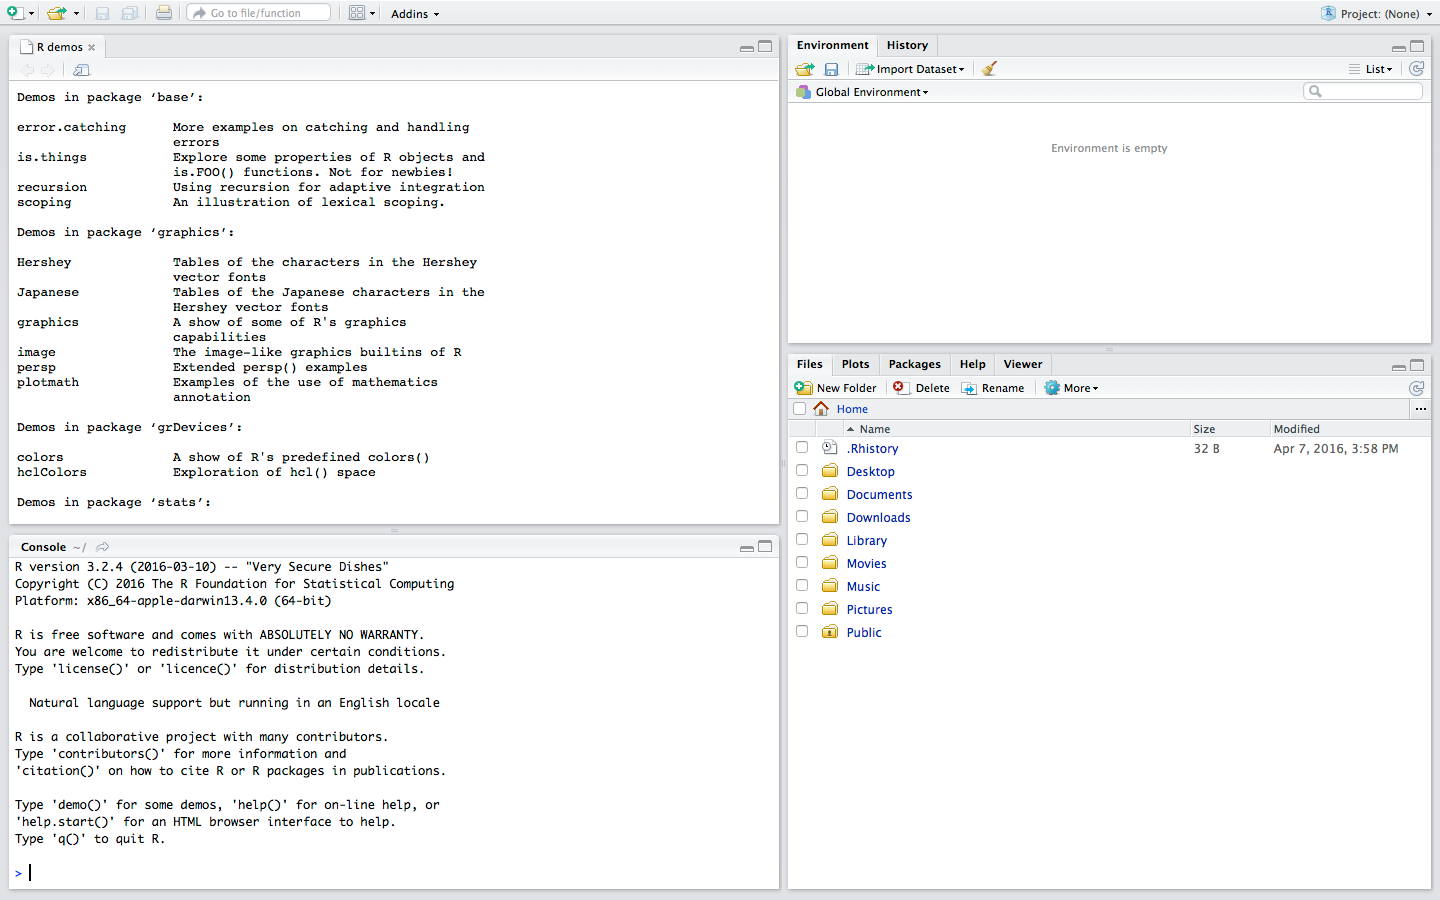 Go to file/function
Addins
Project: (None)
R demos
Demos in package ‘base’:
error.catching More examples on catching and handling
errors
is.things Explore some properties of R objects and
is.FOO() functions. Not for newbies!
recursion Using recursion for adaptive integration
scoping An illustration of lexical scoping.
Demos in package ‘graphics’:
Hershey Tables of the characters in the Hershey
vector fonts
Japanese Tables of the Japanese characters in the
Hershey vector fonts
graphics A show of some of R's graphics
capabilities
image The image-like graphics builtins of R
persp Extended persp() examples
plotmath Examples of the use of mathematics
annotation
Demos in package ‘grDevices’:
colors A show of R's predefined colors()
hclColors Exploration of hcl() space
Demos in package ‘stats’:
Console ~/
R version 3.2.4 (2016-03-10) -- "Very Secure Dishes"
Copyright (C) 2016 The R Foundation for Statistical Computing
Platform: x86_64-apple-darwin13.4.0 (64-bit)
R is free software and comes with ABSOLUTELY NO WARRANTY.
You are welcome to redistribute it under certain conditions.
Type 'license()' or 'licence()' for distribution details.
Natural language support but running in an English locale
R is a collaborative project with many contributors.
Type 'contributors()' for more information and
'citation()' on how to cite R or R packages in publications.
Type 'demo()' for some demos, 'help()' for on-line help, or
'help.start()' for an HTML browser interface to help.
Type 'q()' to quit R.
>
Environment History
Import Dataset List
Global Environment
Environment is empty
Files Plots Packages Help Viewer
New Folder Delete Rename More
Home ...
Name Size Modified
.Rhistory 32 B Apr 7, 2016, 3:58 PM
Desktop
Documents
Downloads
Library
Movies
Music
Pictures
Public